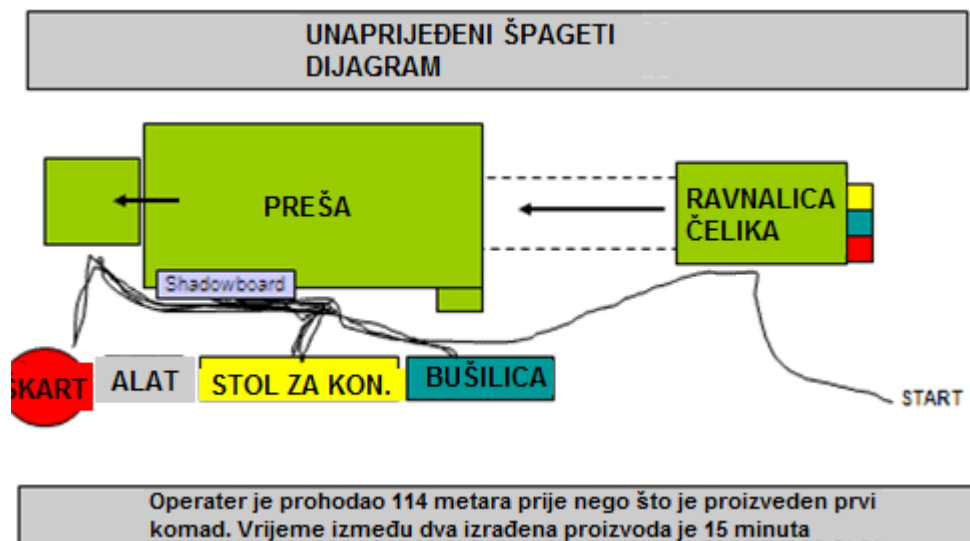 UNAPRIJEĐENI ŠPAGETI
DIJAGRAM
PREŠA
RAVNALICA
ČELIKA
Shadowboard
ŠKART
ALAT
STOL ZA KON.
BUŠILICA
START
Operater je prohodao 114 metara prije nego što je proizveden prvi
komad. Vrijeme između dva izrađena proizvoda je 15 minuta